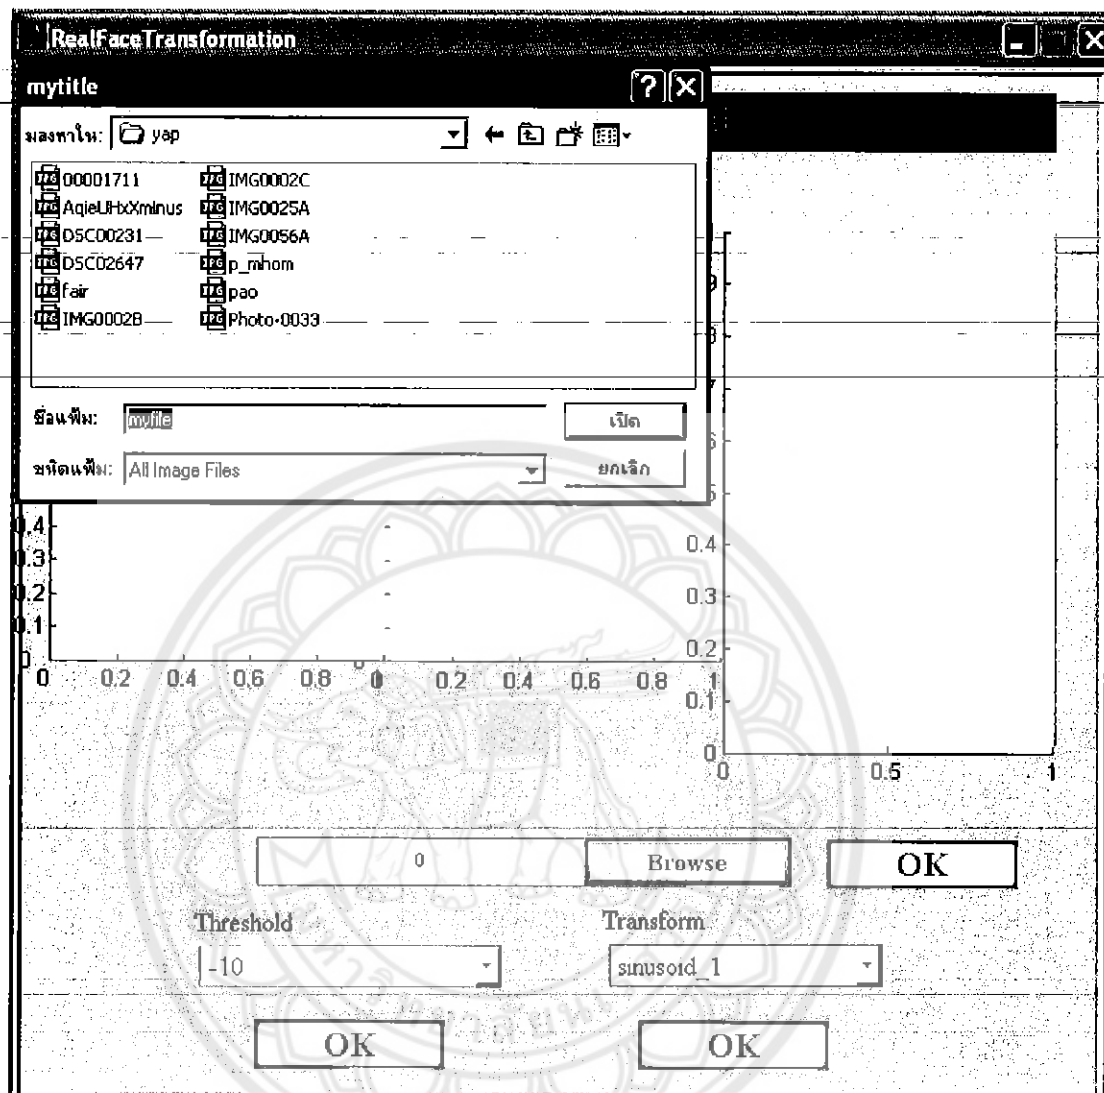 RealFaceTransformation
mytitle
มองหาใน: yap
00001711 IMG0002C
AqieUHxXminus IMG0025A
DSC00231 IMG0056A
DSC02647 p_mhom
fair pao
IMG0002B Photo-0033
ชื่อแฟ้ม: myfile เปิด
ชนิดแฟ้ม: All Image Files ยกเลิก
0.4
0.3
0.2
0.1
0
0 0.2 0.4 0.6 0.8 0 0.2 0.4 0.6 0.8 1
0.4
0.3
0.2
0.1
0
0 0.5 1
0 Browse OK
Threshold Transform
-10 sinusoid_1
OK OK